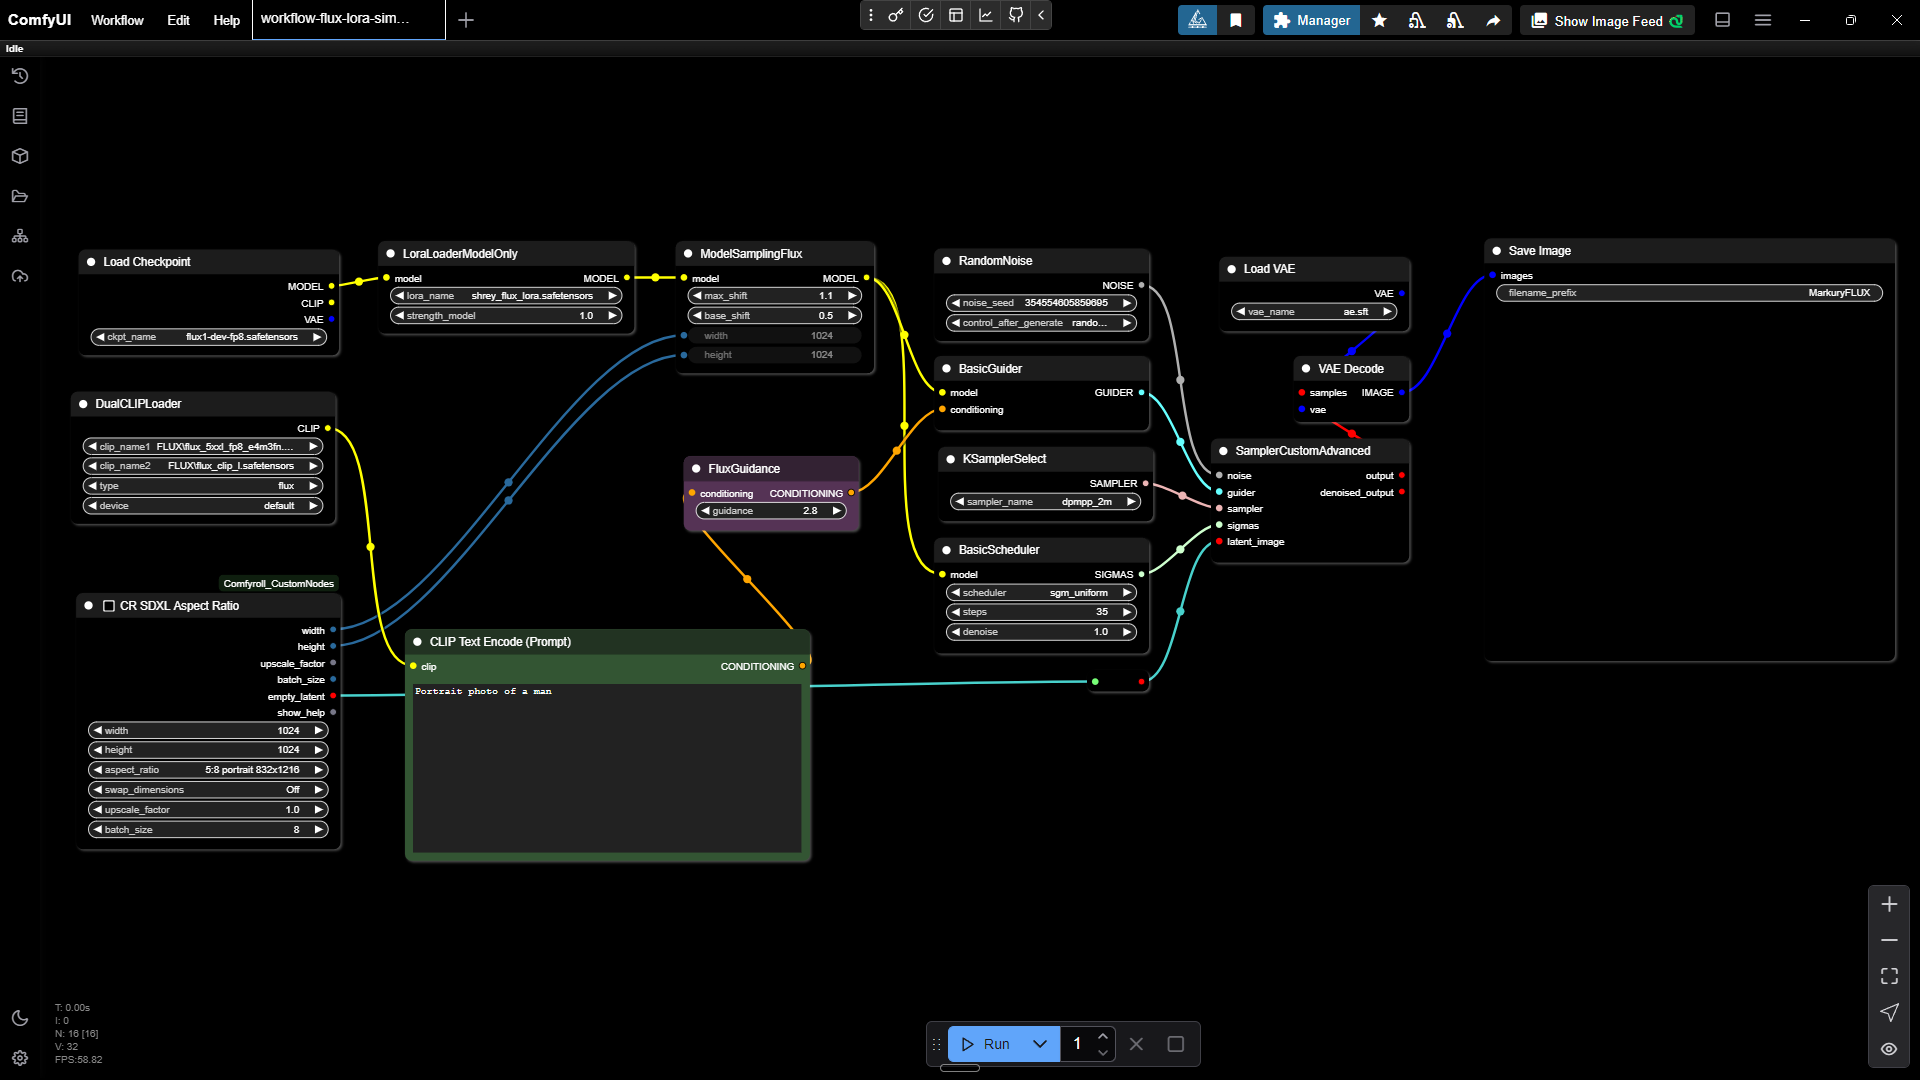 ComfyUI Workflow Edit Help workflow-flux-lora-sim... Manager Show Image Feed
Idle
Load Checkpoint
MODEL
CLIP
VAE
ckpt_name flux1-dev-fp8.safetensors
LoraLoaderModelOnly
model MODEL
lora_name shrey_flux_lora.safetensors
strength_model 1.0
ModelSamplingFlux
model MODEL
max_shift 1.1
base_shift 0.5
width 1024
height 1024
RandomNoise
NOISE
noise_seed 354554605859695
control_after_generate rando...
Load VAE
VAE
vae_name ae.sft
Save Image
images
filename_prefix MarkuryFLUX
BasicGuider
model GUIDER
conditioning
VAE Decode
samples IMAGE
vae
DualCLIPLoader
CLIP
clip_name1 FLUX\flux_5xxl_fp8_e4m3fn....
clip_name2 FLUX\flux_clip_l.safetensors
type flux
device default
FluxGuidance
conditioning CONDITIONING
guidance 2.8
KSamplerSelect
SAMPLER
sampler_name dpmpp_2m
SamplerCustomAdvanced
noise output
guider denoised_output
sampler
sigmas
latent_image
BasicScheduler
model SIGMAS
scheduler sgm_uniform
steps 35
denoise 1.0
Comfyroll_CustomNodes
CR SDXL Aspect Ratio
width
height
upscale_factor
batch_size
empty_latent
show_help
width 1024
height 1024
aspect_ratio 5:8 portrait 832x1216
swap_dimensions Off
upscale_factor 1.0
batch_size 8
CLIP Text Encode (Prompt)
clip CONDITIONING
Portrait photo of a man
T: 0.00s
I: 0
N: 16 [16]
V: 32
FPS:58.82
Run 1